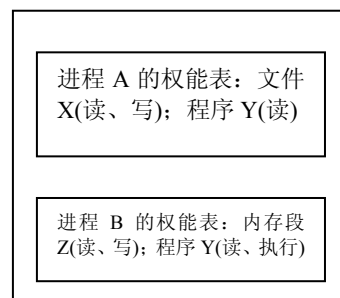 进程 A 的权能表：文件
X(读、写)；程序 Y(读)
进程 B 的权能表：内存段
Z(读、写)；程序 Y(读、执行)